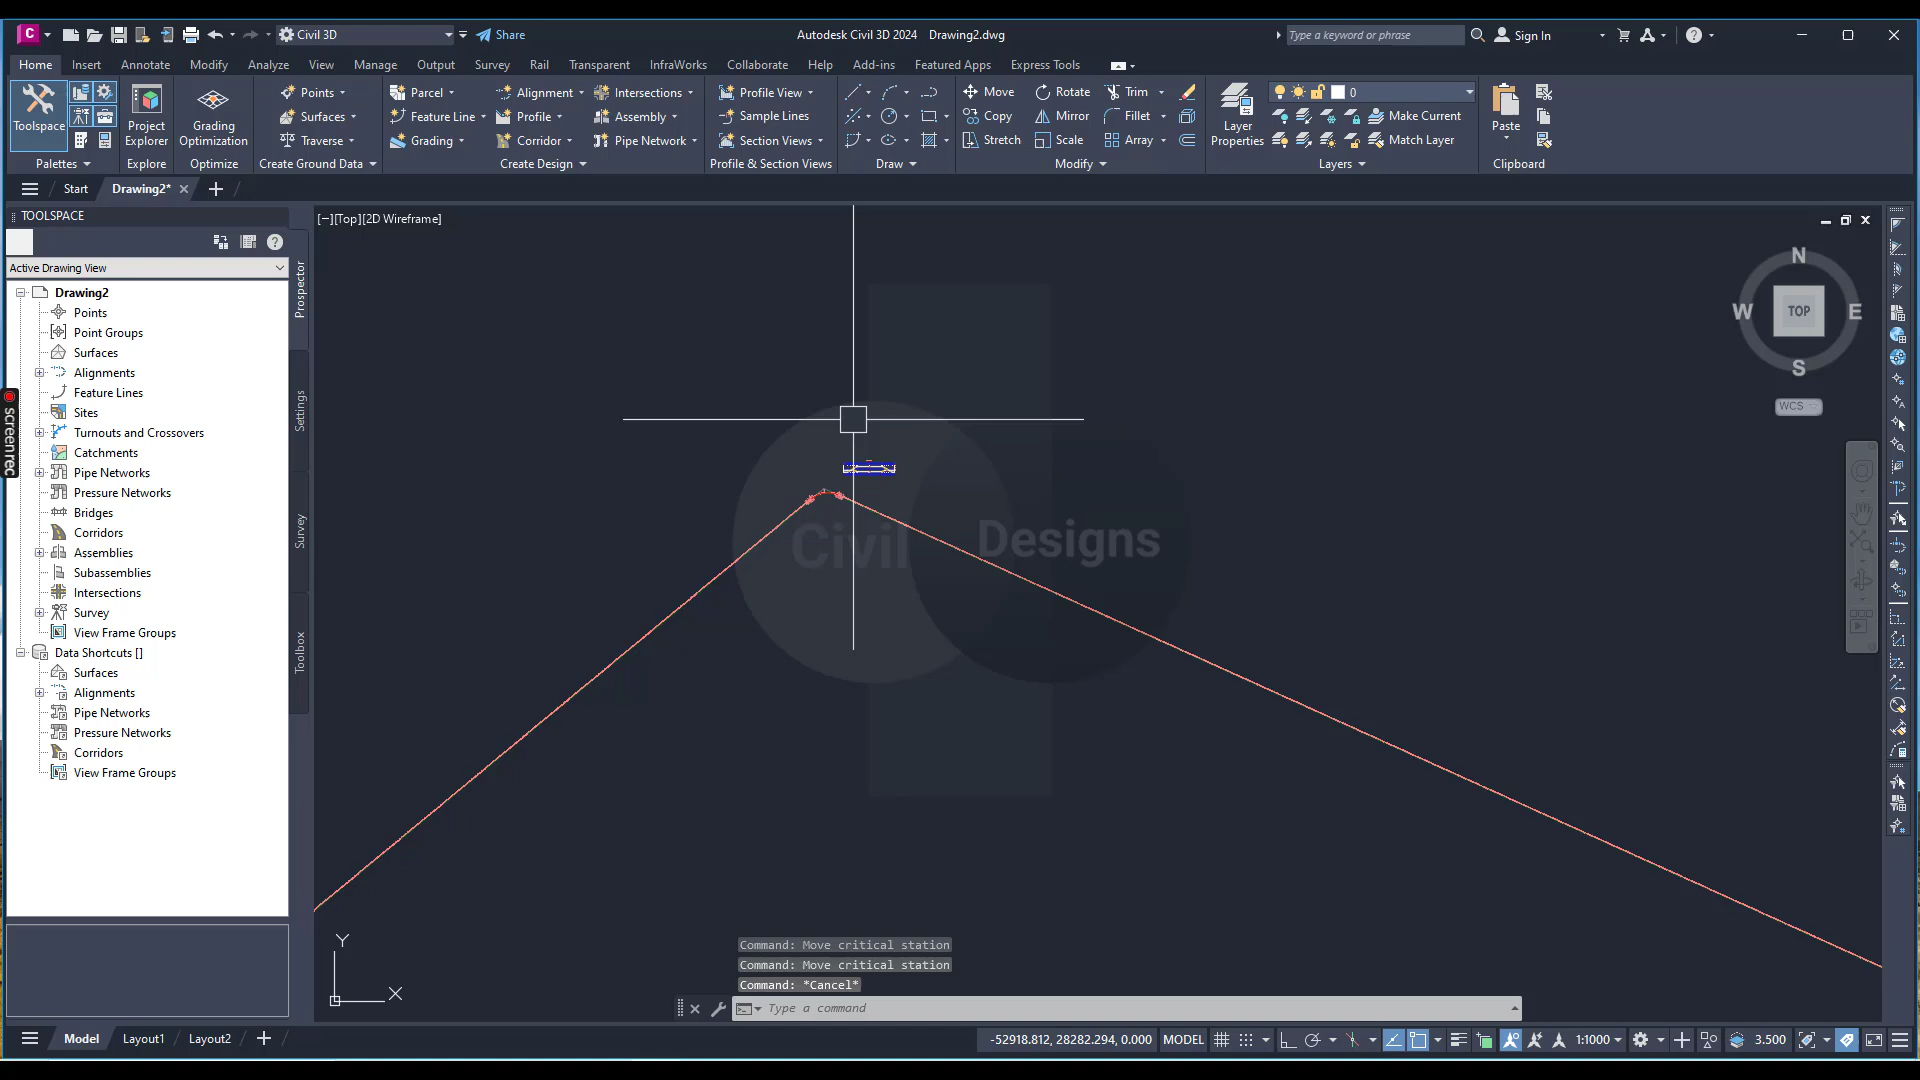 C
Civil 3D
Share
Autodesk Civil 3D 2024 Drawing2.dwg
Type a keyword or phrase
Sign In
Home Insert Annotate Modify Analyze View Manage Output Survey Rail Transparent InfraWorks Collaborate Help Add-ins Featured Apps Express Tools
Toolspace
Project Explorer
Grading Optimization
Points
Surfaces
Traverse
Parcel
Feature Line
Grading
Alignment
Profile
Corridor
Intersections
Assembly
Pipe Network
Profile View
Sample Lines
Section Views
Move Rotate Trim
Copy Mirror Fillet
Stretch Scale Array
Layer Properties
0
Make Current
Match Layer
Paste
Palettes Explore Optimize Create Ground Data Create Design Profile & Section Views Draw Modify Layers Clipboard
Start Drawing2*
TOOLSPACE
Active Drawing View
Drawing2
Points
Point Groups
Surfaces
Alignments
Feature Lines
Sites
Turnouts and Crossovers
Catchments
Pipe Networks
Pressure Networks
Bridges
Corridors
Assemblies
Subassemblies
Intersections
Survey
View Frame Groups
Data Shortcuts []
Surfaces
Alignments
Pipe Networks
Pressure Networks
Corridors
View Frame Groups
Prospector
Settings
Survey
Toolbox
screenrec
[−][Top][2D Wireframe]
N
W TOP E
S
WCS
Civil Designs
Y
X
Command: Move critical station
Command: Move critical station
Command: *Cancel*
Type a command
Model Layout1 Layout2
-52918.812, 28282.294, 0.000 MODEL 1:1000 3.500